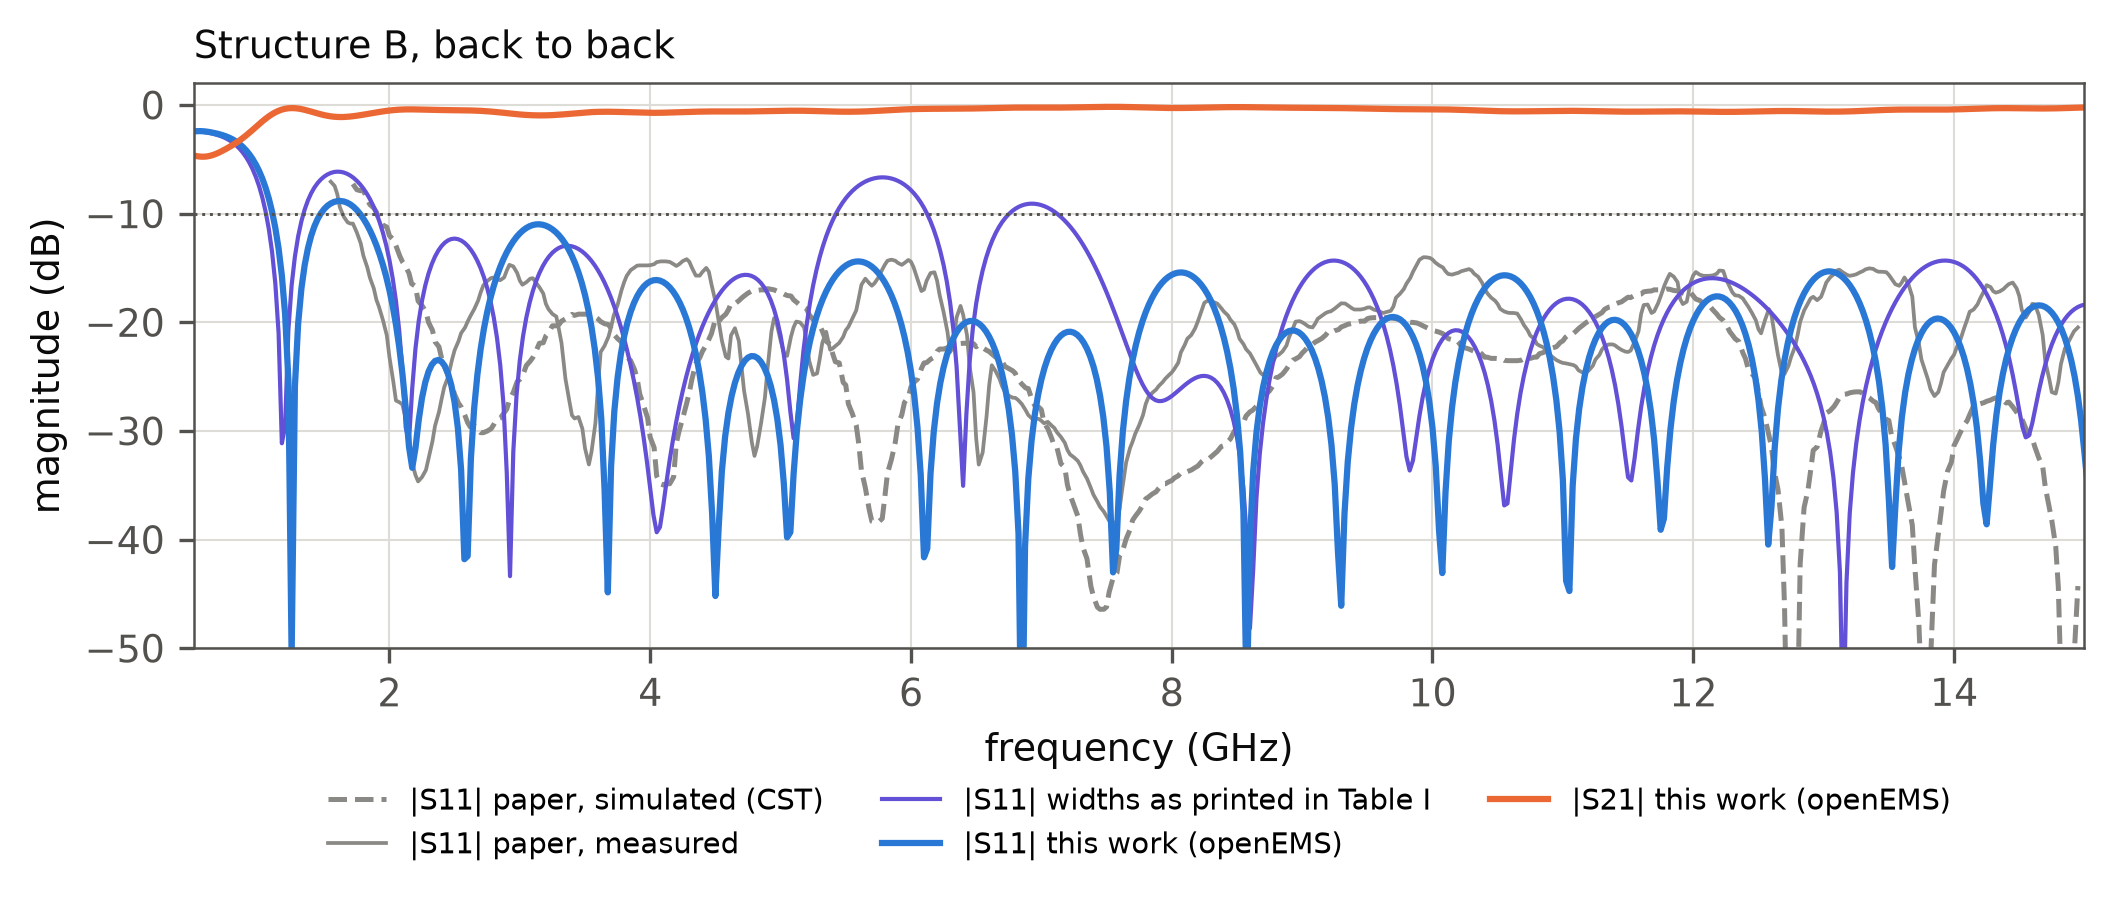 Structure B, back to back
magnitude (dB)
0
−10
−20
−30
−40
−50
2 4 6 8 10 12 14
frequency (GHz)
|S11| paper, simulated (CST)
|S11| paper, measured
|S11| widths as printed in Table I
|S11| this work (openEMS)
|S21| this work (openEMS)